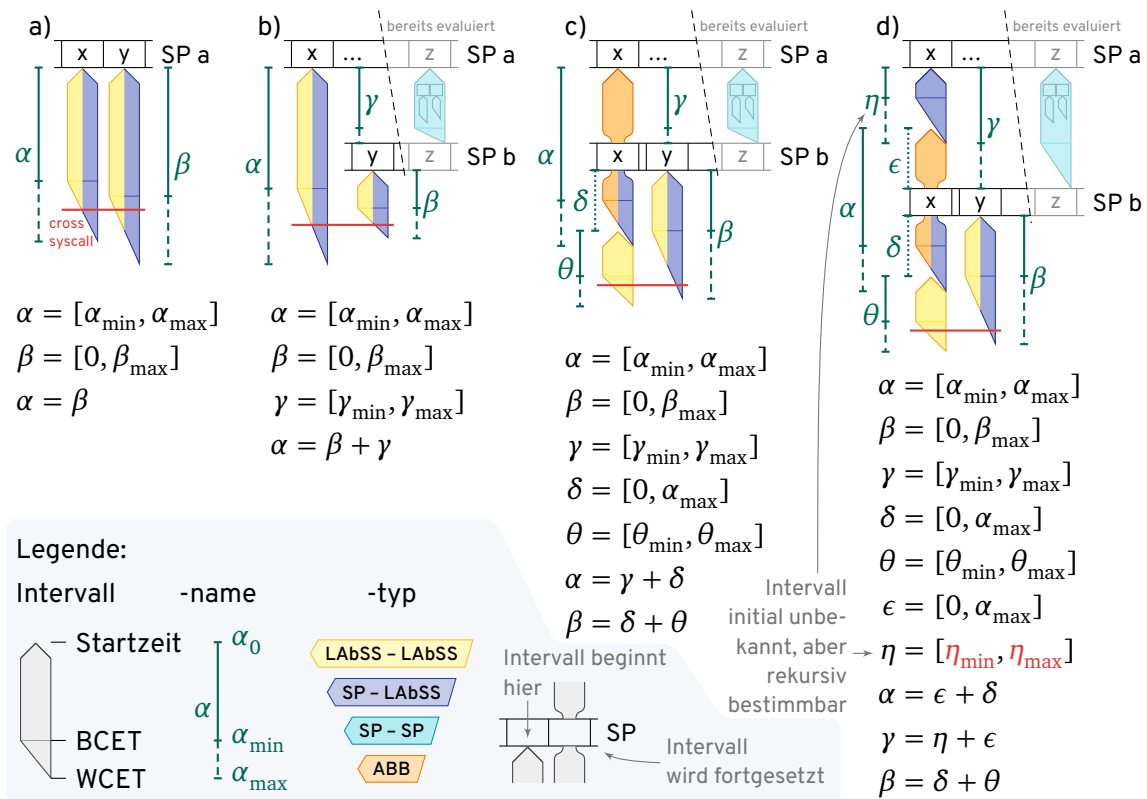 a)
x y SP a
α
β
cross
syscall
α = [α_min, α_max]
β = [0, β_max]
α = β
b)
bereits evaluiert
x ... z SP a
γ
y z SP b
α
β
α = [α_min, α_max]
β = [0, β_max]
γ = [γ_min, γ_max]
α = β + γ
c)
bereits evaluiert
x ... z SP a
γ
x y z SP b
α
δ
β
θ
α = [α_min, α_max]
β = [0, β_max]
γ = [γ_min, γ_max]
δ = [0, α_max]
θ = [θ_min, θ_max]
α = γ + δ
β = δ + θ
d)
bereits evaluiert
x ... z SP a
η
γ
ϵ
x y z SP b
α
δ
β
θ
α = [α_min, α_max]
β = [0, β_max]
γ = [γ_min, γ_max]
δ = [0, α_max]
θ = [θ_min, θ_max]
ϵ = [0, α_max]
η = [η_min, η_max]
α = ϵ + δ
γ = η + ϵ
β = δ + θ
Intervall
initial unbe-
kannt, aber
rekursiv
bestimmbar
Legende:
Intervall -name -typ
Startzeit α_0
α
BCET α_min
WCET α_max
LAbSS – LAbSS
SP – LAbSS
SP – SP
ABB
Intervall beginnt
hier
SP
Intervall
wird fortgesetzt